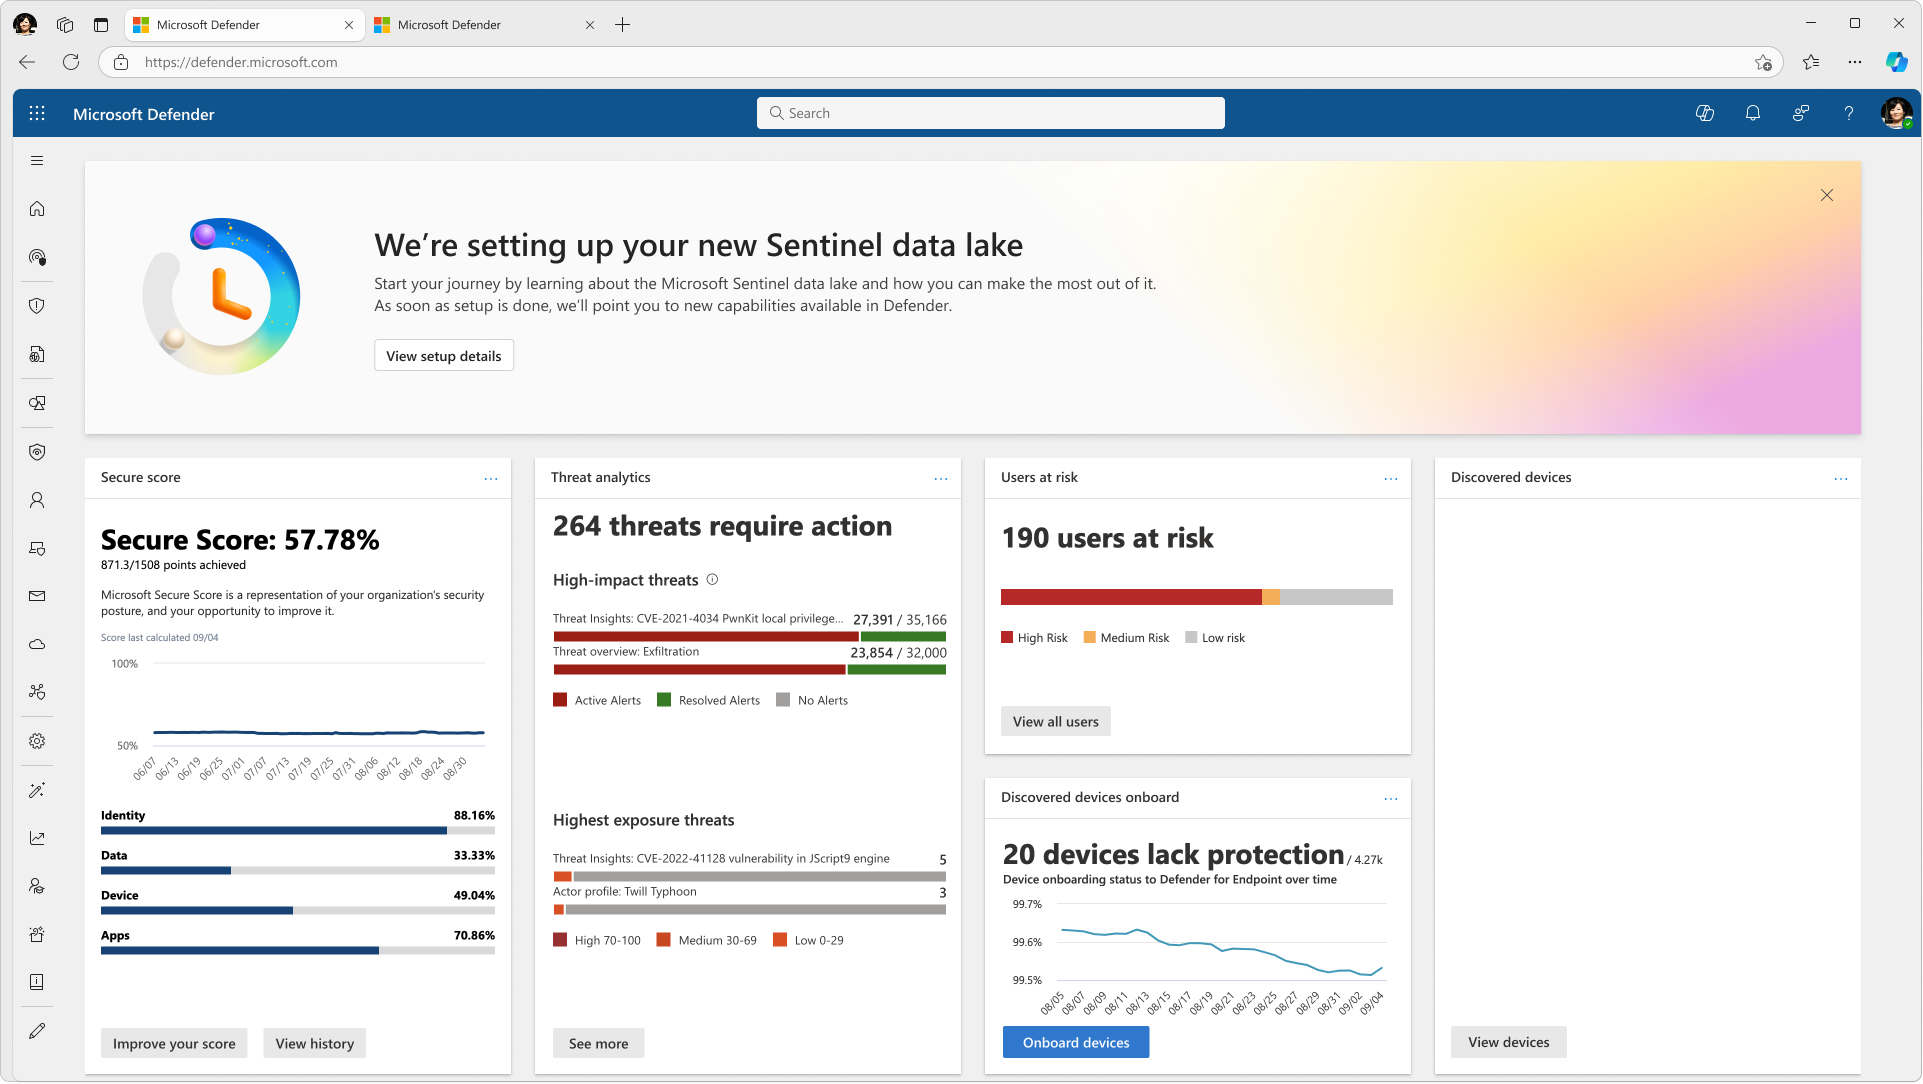 Microsoft Defender
Microsoft Defender
https://defender.microsoft.com
Microsoft Defender
Search
We're setting up your new Sentinel data lake
Start your journey by learning about the Microsoft Sentinel data lake and how you can make the most out of it.
As soon as setup is done, we'll point you to new capabilities available in Defender.
View setup details
Secure score
Secure Score: 57.78%
871.3/1508 points achieved
Microsoft Secure Score is a representation of your organization's security
posture, and your opportunity to improve it.
Score last calculated 09/04
100%
50%
06/07 06/13 06/19 06/25 07/01 07/07 07/13 07/19 07/25 07/31 08/06 08/12 08/18 08/24 08/30
Identity 88.16%
Data 33.33%
Device 49.04%
Apps 70.86%
Improve your score View history
Threat analytics
264 threats require action
High-impact threats
Threat Insights: CVE-2021-4034 PwnKit local privilege... 27,391 / 35,166
Threat overview: Exfiltration 23,854 / 32,000
Active Alerts Resolved Alerts No Alerts
Highest exposure threats
Threat Insights: CVE-2022-41128 vulnerability in JScript9 engine 5
Actor profile: Twill Typhoon 3
High 70-100 Medium 30-69 Low 0-29
See more
Users at risk
190 users at risk
High Risk Medium Risk Low risk
View all users
Discovered devices onboard
20 devices lack protection / 4.27k
Device onboarding status to Defender for Endpoint over time
99.7%
99.6%
99.5%
08/05 08/07 08/09 08/11 08/13 08/15 08/17 08/19 08/21 08/23 08/25 08/27 08/29 08/31 09/02 09/04
Onboard devices
Discovered devices
View devices